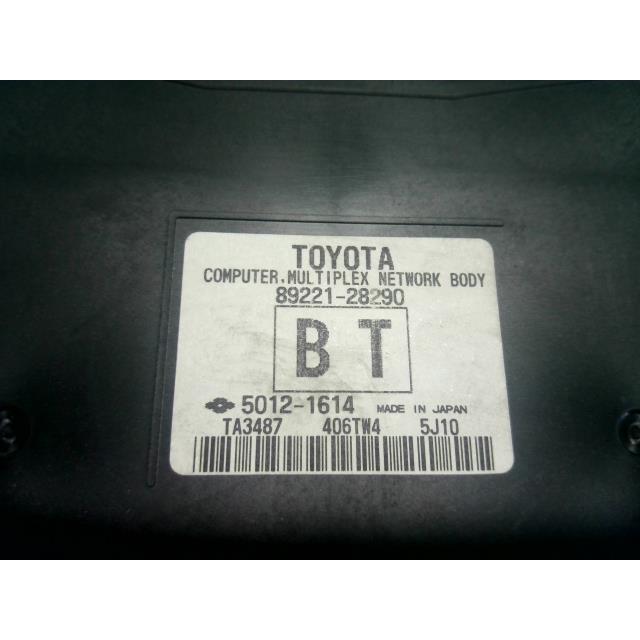 TOYOTA
COMPUTER, MULTIPLEX NETWORK BODY
89221-28290
BT
5012-1614 MADE IN JAPAN
TA3487 406TW4 5J10